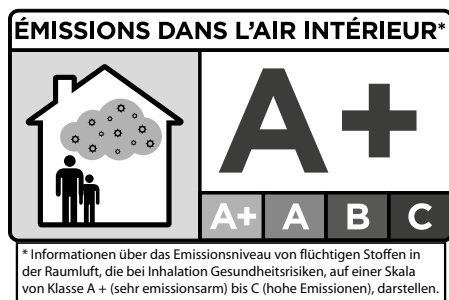 ÉMISSIONS DANS L'AIR INTÉRIEUR*
A+
A+ A B C
* Informationen über das Emissionsniveau von flüchtigen Stoffen in
der Raumluft, die bei Inhalation Gesundheitsrisiken, auf einer Skala
von Klasse A + (sehr emissionsarm) bis C (hohe Emissionen), darstellen.